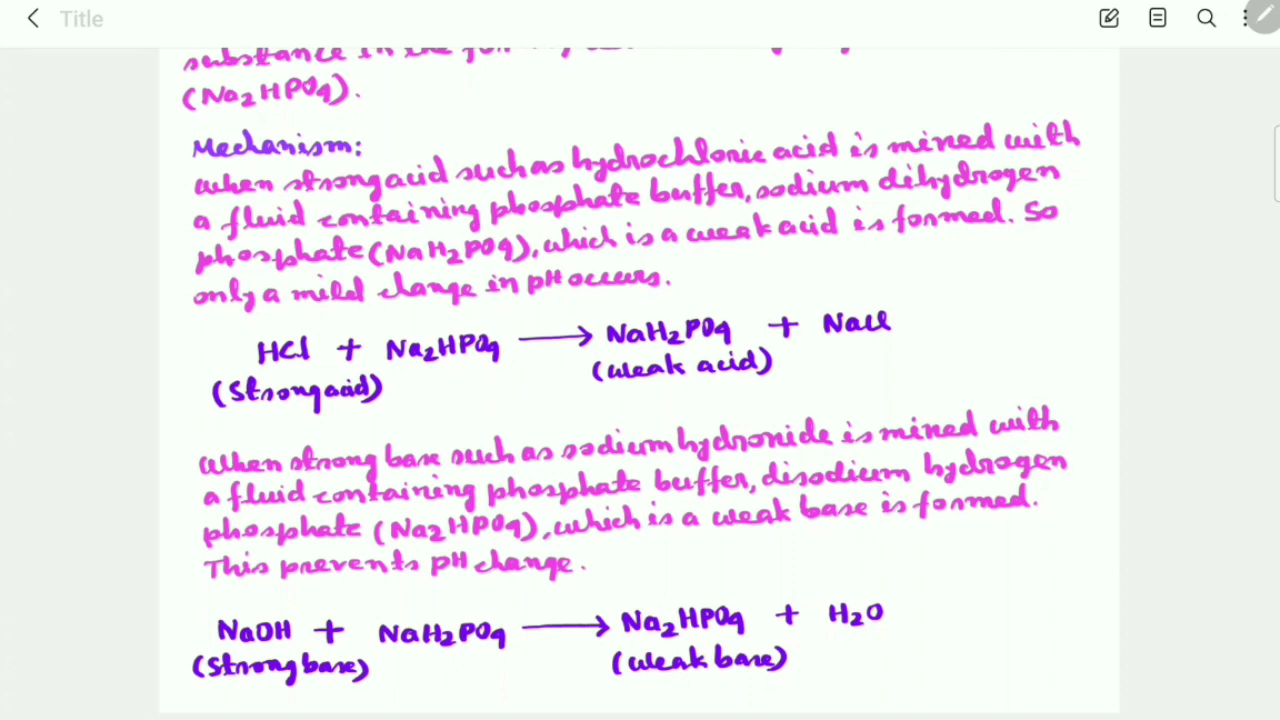 Title
substance in the
(Na₂HPO₄).
Mechanism:
When strong acid such as hydrochloric acid is mixed with
a fluid containing phosphate buffer, sodium dihydrogen
phosphate (NaH₂PO₄), which is a weak acid is formed. So
only a mild change in pH occurs.
HCl + Na₂HPO₄ ⟶ NaH₂PO₄ + NaCl
(Strong acid) (Weak acid)
When strong base such as sodium hydroxide is mixed with
a fluid containing phosphate buffer, disodium hydrogen
phosphate (Na₂HPO₄), which is a weak base is formed.
This prevents pH change.
NaOH + NaH₂PO₄ ⟶ Na₂HPO₄ + H₂O
(Strong base) (Weak base)